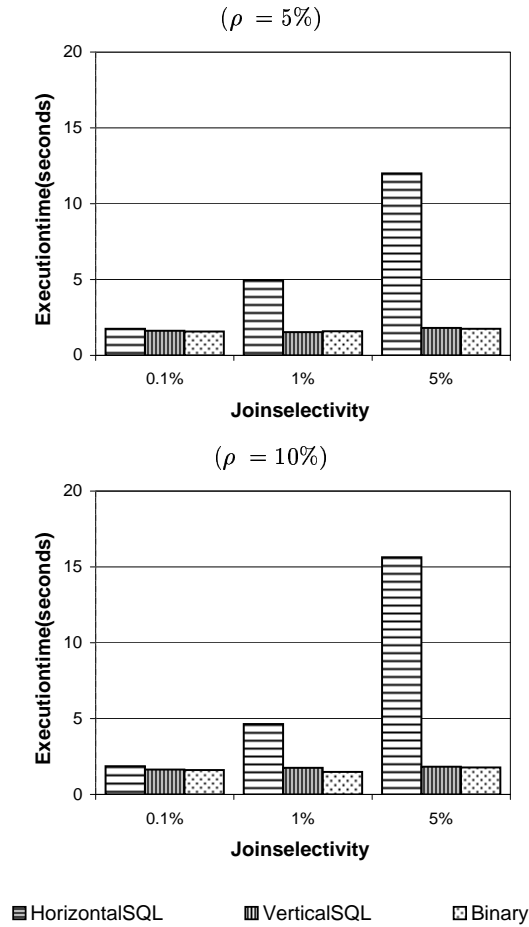 (ρ = 5%)
20
15
10
5
0
Executiontime(seconds)
0.1% 1% 5%
Joinselectivity
(ρ = 10%)
20
15
10
5
0
Executiontime(seconds)
0.1% 1% 5%
Joinselectivity
HorizontalSQL VerticalSQL Binary